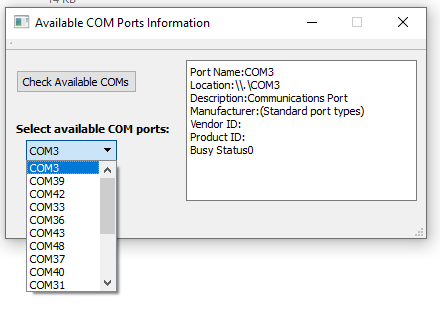 Available COM Ports Information
Check Available COMs
Select available COM ports:
COM3
COM3
COM39
COM42
COM33
COM36
COM43
COM48
COM37
COM40
COM31
Port Name:COM3
Location:\\.\COM3
Description:Communications Port
Manufacturer:(Standard port types)
Vendor ID:
Product ID:
Busy Status0